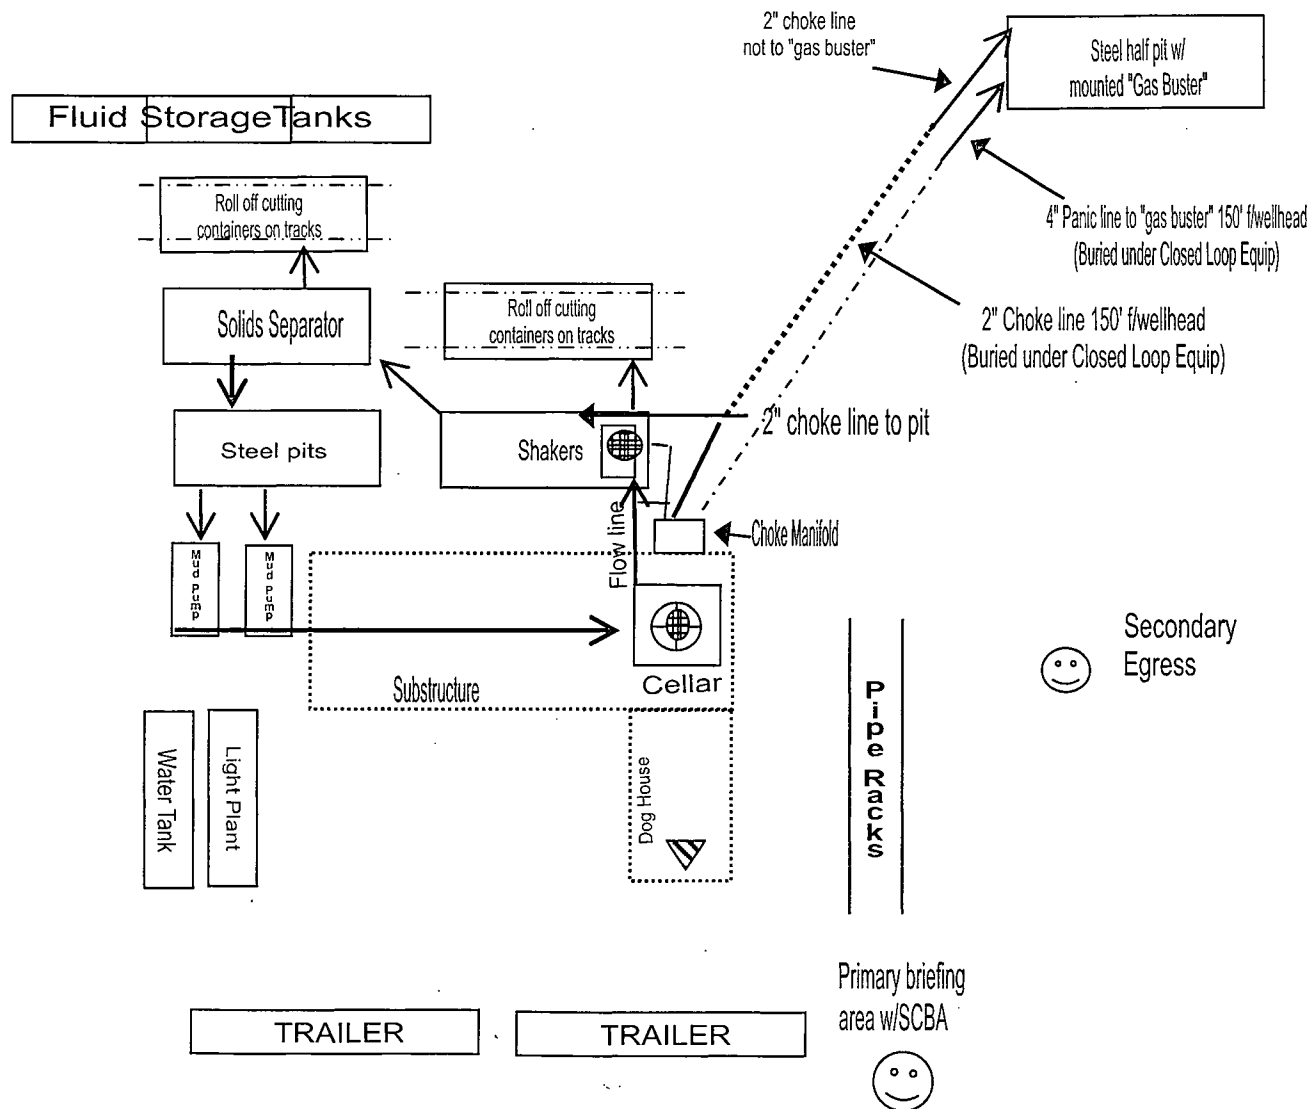 2" choke line
not to "gas buster"
Steel half pit w/
mounted "Gas Buster"
Fluid StorageTanks
Roll off cutting
containers on tracks
4" Panic line to "gas buster" 150' f/wellhead
(Buried under Closed Loop Equip)
Solids Separator
Roll off cutting
containers on tracks
2" Choke line 150' f/wellhead
(Buried under Closed Loop Equip)
2" choke line to pit
Steel pits
Shakers
Flow line
Choke Manifold
Mud Pump
Mud Pump
Secondary
Egress
Substructure
Cellar
Pipe Racks
Water Tank
Light Plant
Dog House
Primary briefing
area w/SCBA
TRAILER
TRAILER